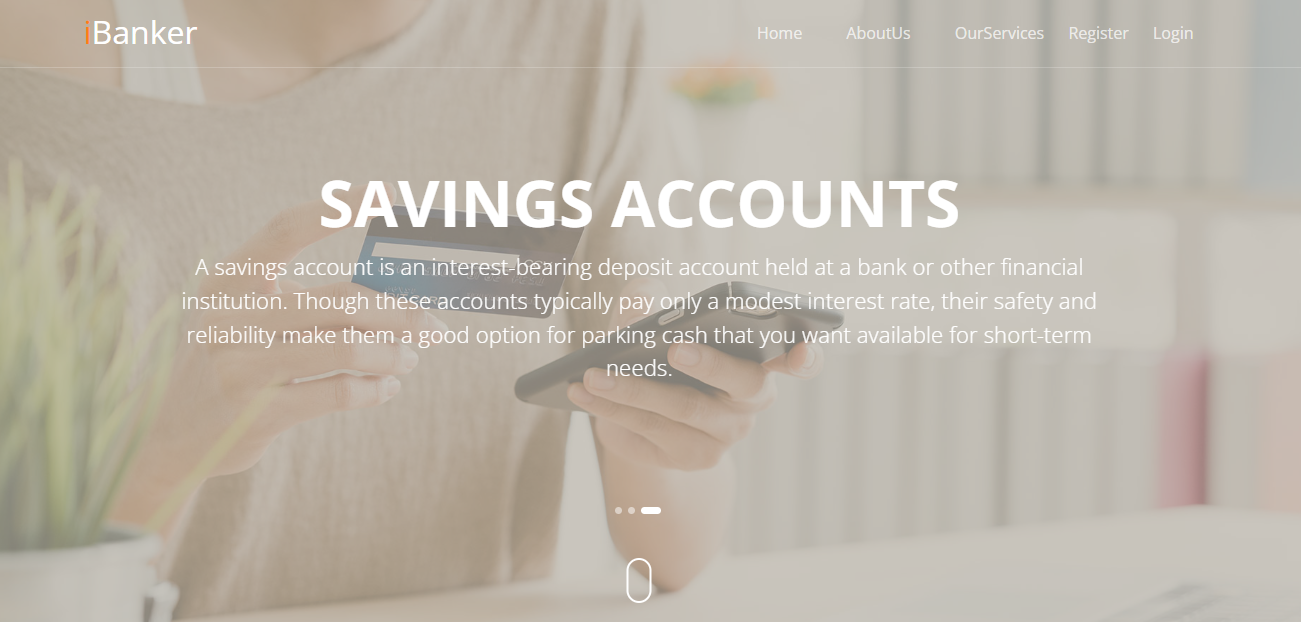 iBanker
Home AboutUs OurServices Register Login
SAVINGS ACCOUNTS
A savings account is an interest-bearing deposit account held at a bank or other financial
institution. Though these accounts typically pay only a modest interest rate, their safety and
reliability make them a good option for parking cash that you want available for short-term
needs.